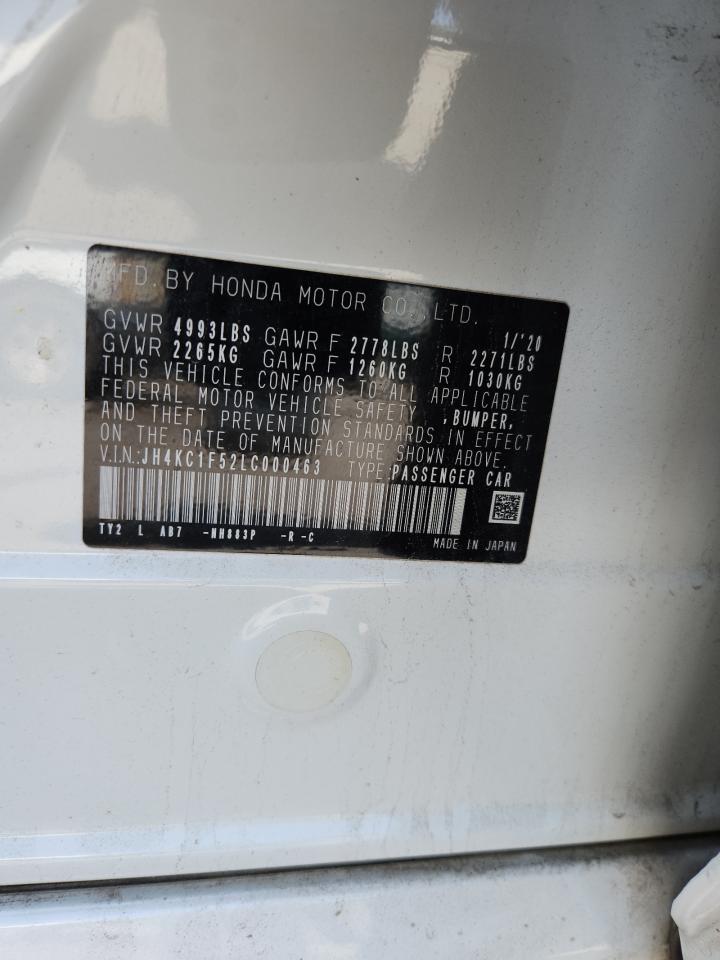 MFD. BY HONDA MOTOR CO., LTD. 1/'20
GVWR 4993LBS GAWR F 2778LBS R 2271LBS
GVWR 2265KG GAWR F 1260KG R 1030KG
THIS VEHICLE CONFORMS TO ALL APPLICABLE
FEDERAL MOTOR VEHICLE SAFETY ,BUMPER,
AND THEFT PREVENTION STANDARDS IN EFFECT
ON THE DATE OF MANUFACTURE SHOWN ABOVE.
V.I.N.:JH4KC1F52LC000463 TYPE:PASSENGER CAR
TY2 L AB7 -NH883P -R -C
MADE IN JAPAN